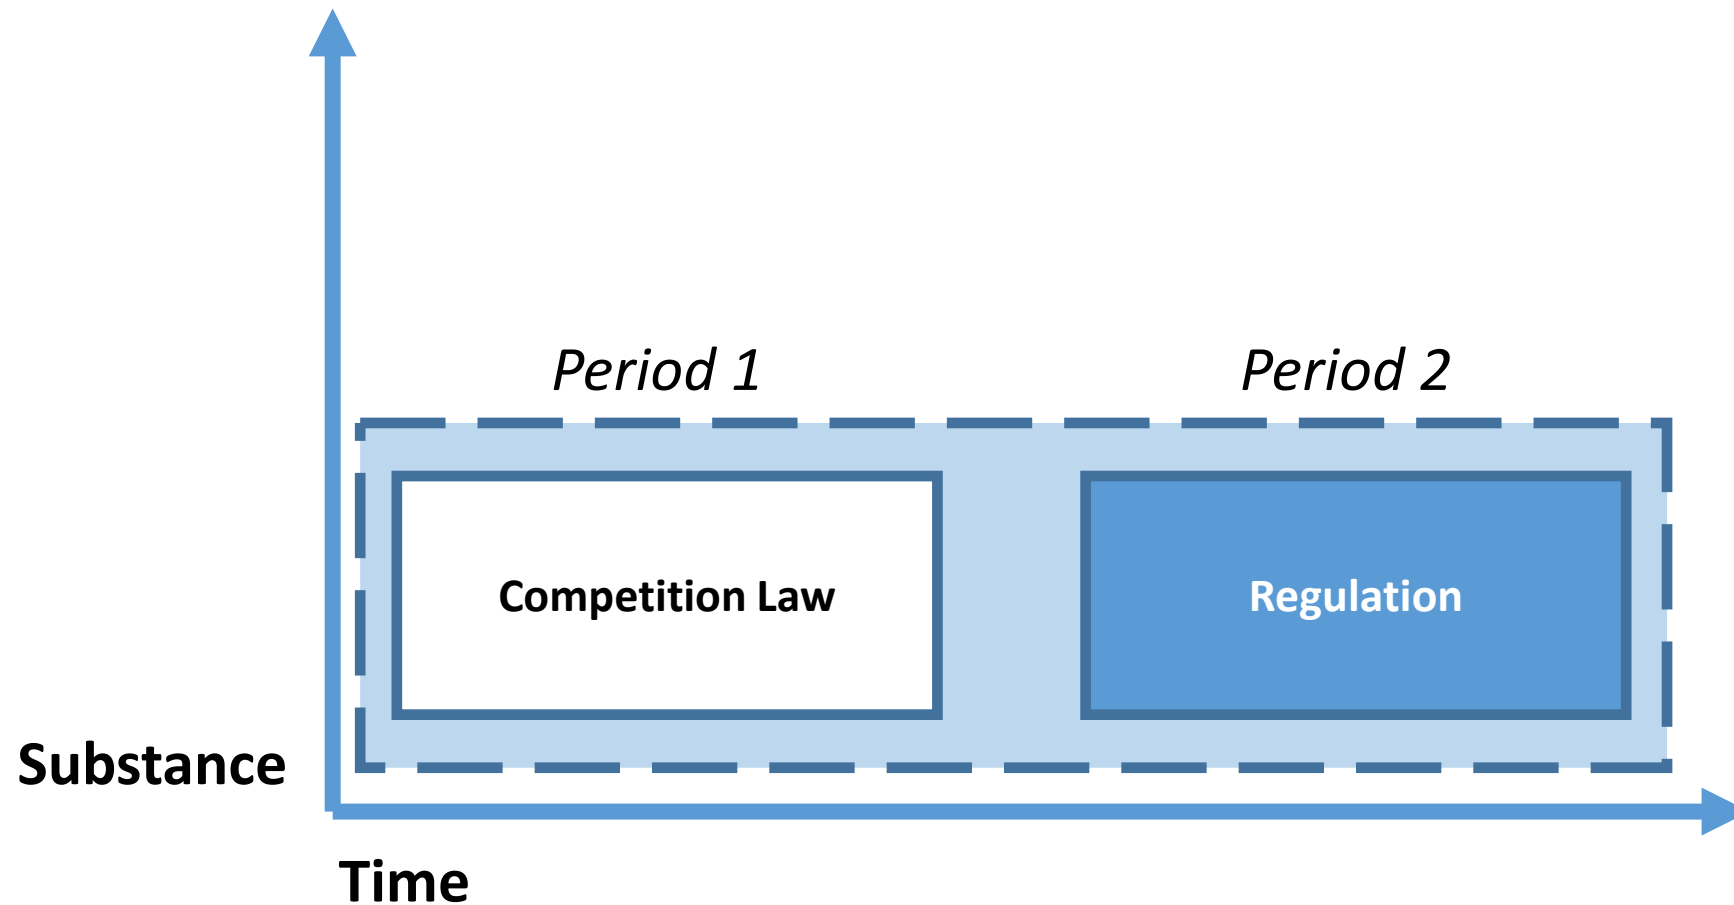 Period 1
Period 2
Competition Law
Regulation
Substance
Time